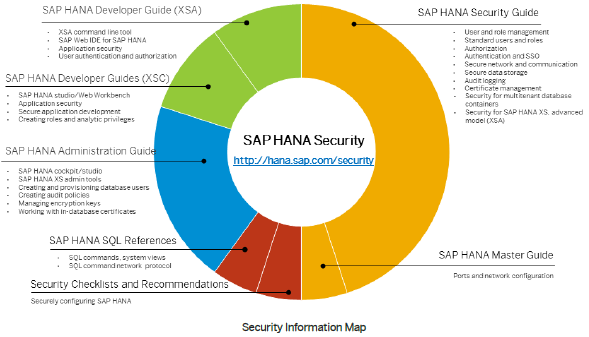 SAP HANA Developer Guide (XSA)
• XSA command line tool
• SAP Web IDE for SAP HANA
• Application security
• User authentication and authorization
SAP HANA Developer Guides (XSC)
• SAP HANA studio/Web Workbench
• Application security
• Secure application development
• Creating roles and analytic privileges
SAP HANA Administration Guide
• SAP HANA cockpit/studio
• SAP HANA XS admin tools
• Creating and provisioning database users
• Creating audit policies
• Managing encryption keys
• Working with in-database certificates
SAP HANA SQL References
• SQL commands, system views
• SQL command network protocol
Security Checklists and Recommendations
Securely configuring SAP HANA
SAP HANA Security
http://hana.sap.com/security
SAP HANA Security Guide
• User and role management
• Standard users and roles
• Authorization
• Authentication and SSO
• Secure network and communication
• Secure data storage
• Audit logging
• Certificate management
• Security for multitenant database
containers
• Security for SAP HANA XS, advanced
model (XSA)
SAP HANA Master Guide
Ports and network configuration
Security Information Map